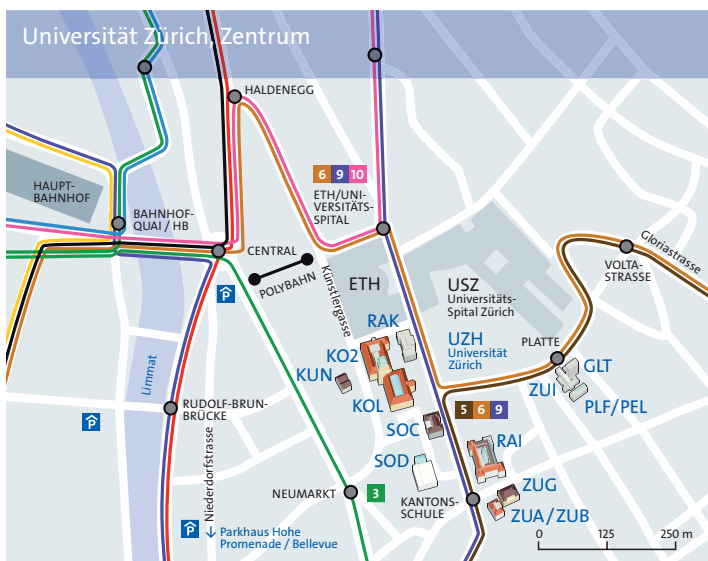 Universität Zürich, Zentrum
HALDENEGG
6 9 10
ETH/UNI-
VERSITÄTS-
SPITAL
HAUPT-
BAHNHOF
BAHNHOF-
QUAI / HB
CENTRAL
POLYBAHN
Künstlergasse
ETH
USZ
Universitäts-
Spital Zürich
Gloriastrasse
VOLTA-
STRASSE
P
Limmat
RAK
UZH
Universität
Zürich
PLATTE
KO2
KUN
KOL
GLT
ZUI
PLF/PEL
RUDOLF-BRUN-
BRÜCKE
P
Niederdorfstrasse
5 6 9
SOC
RAI
SOD
NEUMARKT
3
KANTONS-
SCHULE
ZUG
ZUA/ZUB
P
Parkhaus Hohe
Promenade / Bellevue
0 125 250 m